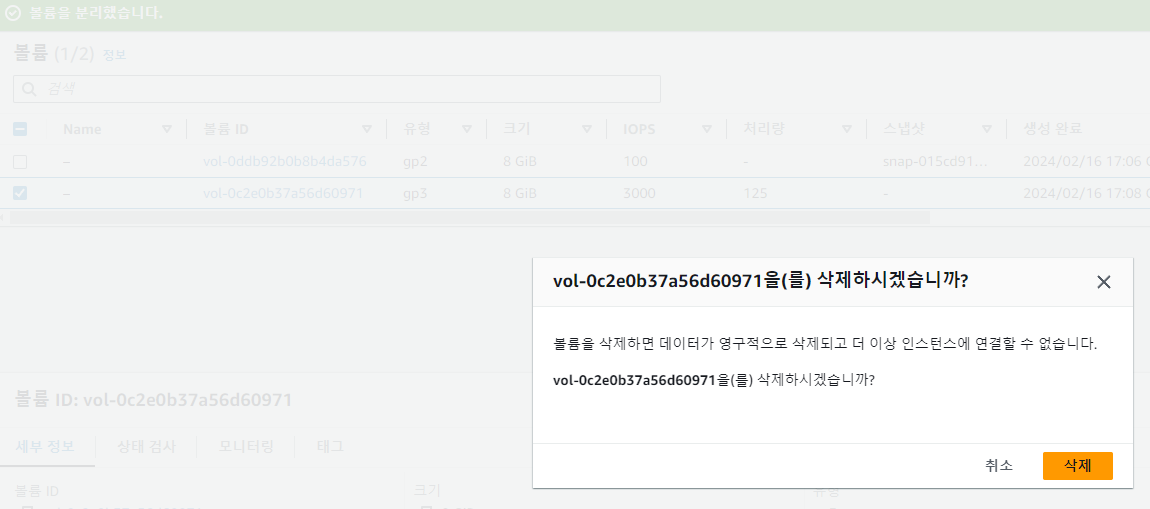 볼륨을 분리했습니다.
볼륨 (1/2) 정보
검색
Name 볼륨 ID 유형 크기 IOPS 처리량 스냅샷 생성 완료
– vol-0ddb92b0b8b4da576 gp2 8 GiB 100 - snap-015cd91... 2024/02/16 17:06
– vol-0c2e0b37a56d60971 gp3 8 GiB 3000 125 - 2024/02/16 17:08
vol-0c2e0b37a56d60971을(를) 삭제하시겠습니까?
볼륨을 삭제하면 데이터가 영구적으로 삭제되고 더 이상 인스턴스에 연결할 수 없습니다.
vol-0c2e0b37a56d60971을(를) 삭제하시겠습니까?
취소 삭제
볼륨 ID: vol-0c2e0b37a56d60971
세부 정보 상태 검사 모니터링 태그
볼륨 ID 크기 유형